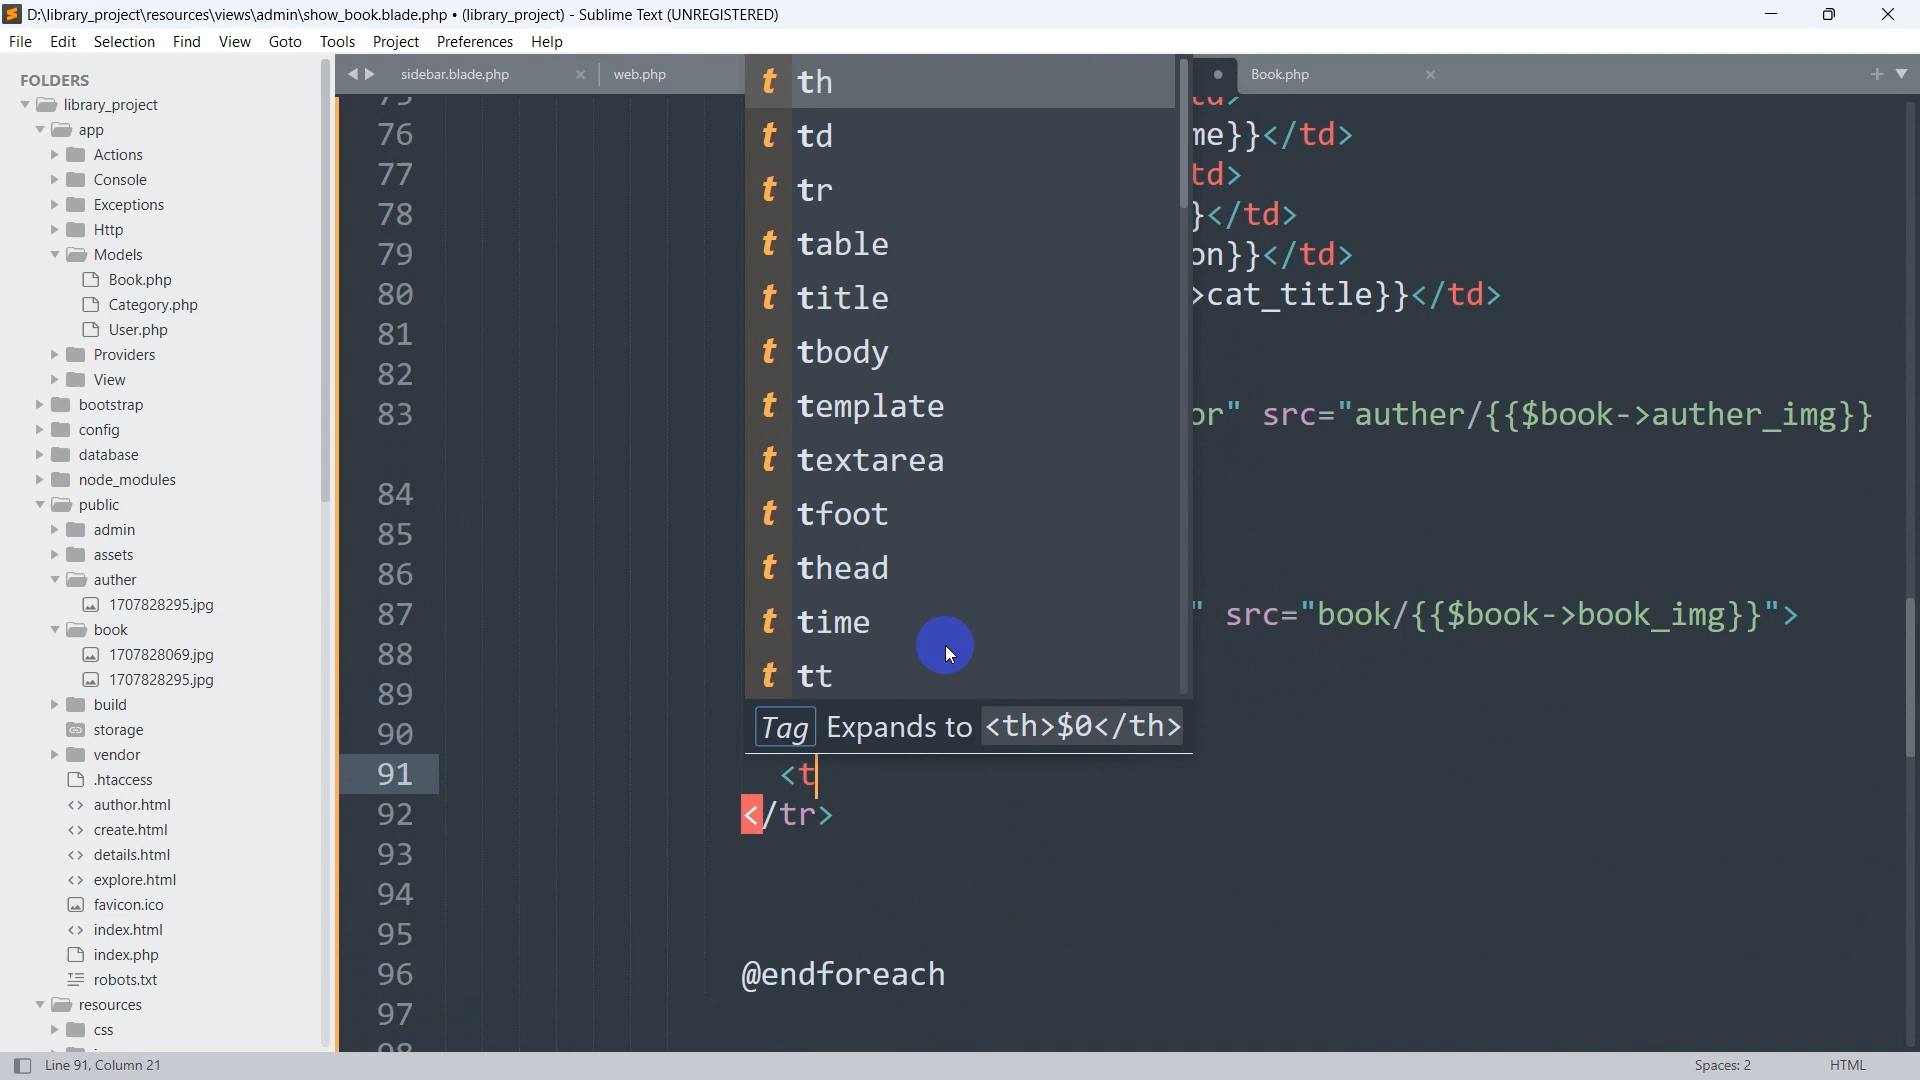 D:\library_project\resources\views\admin\show_book.blade.php • (library_project) - Sublime Text (UNREGISTERED)
File Edit Selection Find View Goto Tools Project Preferences Help
FOLDERS
library_project
app
Actions
Console
Exceptions
Http
Models
Book.php
Category.php
User.php
Providers
View
bootstrap
config
database
node_modules
public
admin
assets
auther
1707828295.jpg
book
1707828069.jpg
1707828295.jpg
build
storage
vendor
.htaccess
author.html
create.html
details.html
explore.html
favicon.ico
index.html
index.php
robots.txt
resources
css
sidebar.blade.php
web.php
Book.php
76 me}}</td>
77 td>
78 }</td>
79 on}}</td>
80 >cat_title}}</td>
81
82
83 or" src="auther/{{$book->auther_img}}
84
85
86
87 " src="book/{{$book->book_img}}">
88
89
90
91 <t
92 </tr>
93
94
95
96 @endforeach
97
98
t th
t td
t tr
t table
t title
t tbody
t template
t textarea
t tfoot
t thead
t time
t tt
Tag Expands to <th>$0</th>
Line 91, Column 21
Spaces: 2
HTML